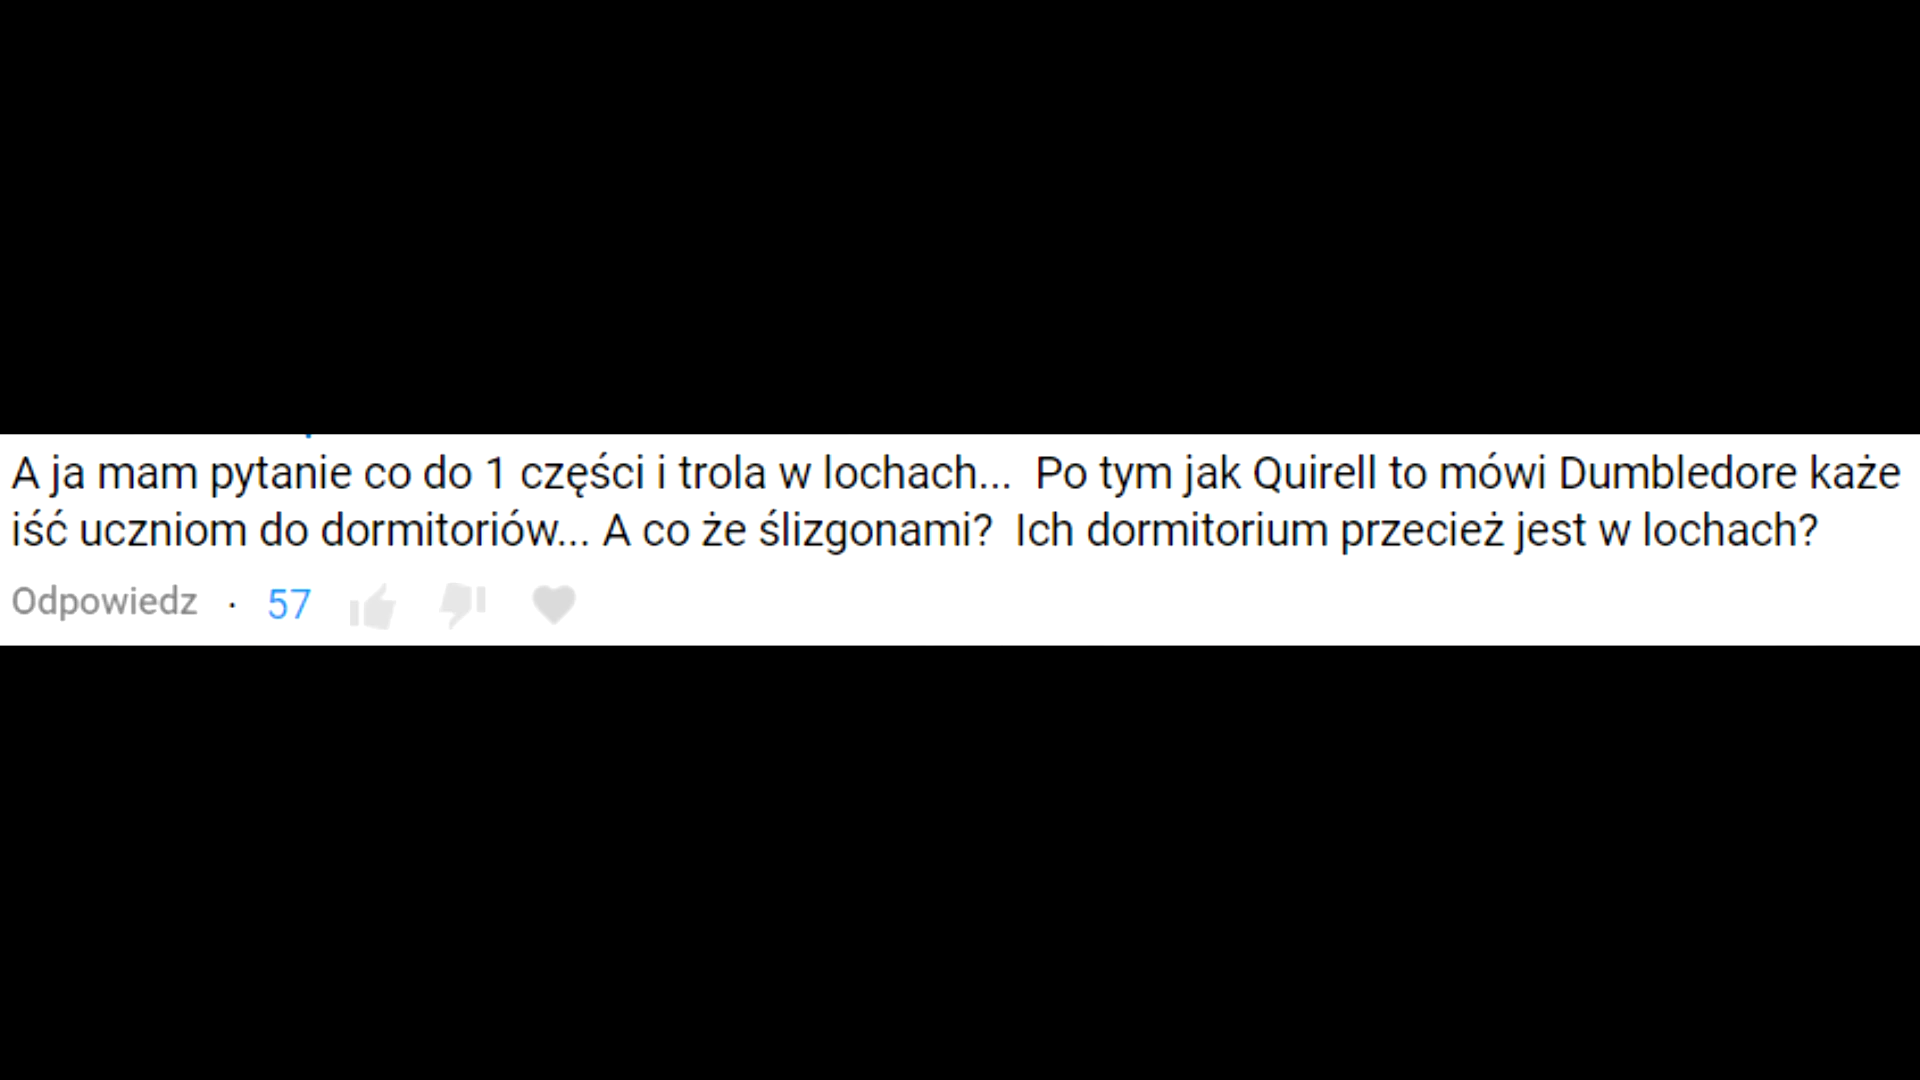 A ja mam pytanie co do 1 części i trola w lochach...  Po tym jak Quirell to mówi Dumbledore każe
iść uczniom do dormitoriów... A co że ślizgonami?  Ich dormitorium przecież jest w lochach?
Odpowiedz · 57